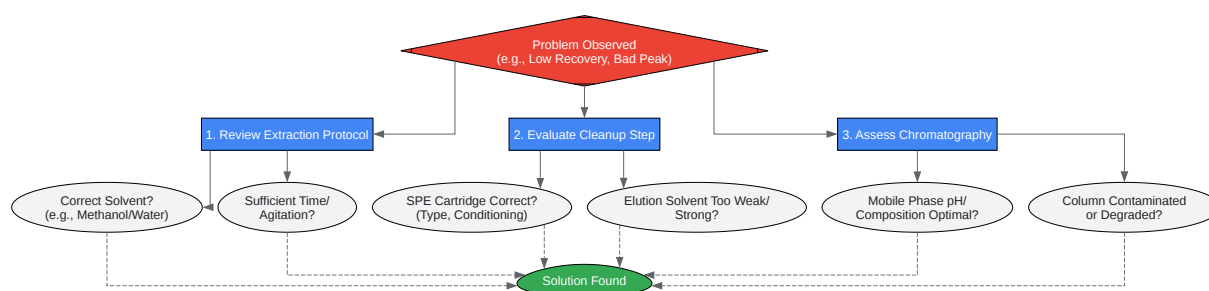 Problem Observed
(e.g., Low Recovery, Bad Peak)
1. Review Extraction Protocol
2. Evaluate Cleanup Step
3. Assess Chromatography
Correct Solvent?
(e.g., Methanol/Water)
Sufficient Time/
Agitation?
SPE Cartridge Correct?
(Type, Conditioning)
Elution Solvent Too Weak/
Strong?
Mobile Phase pH/
Composition Optimal?
Column Contaminated
or Degraded?
Solution Found